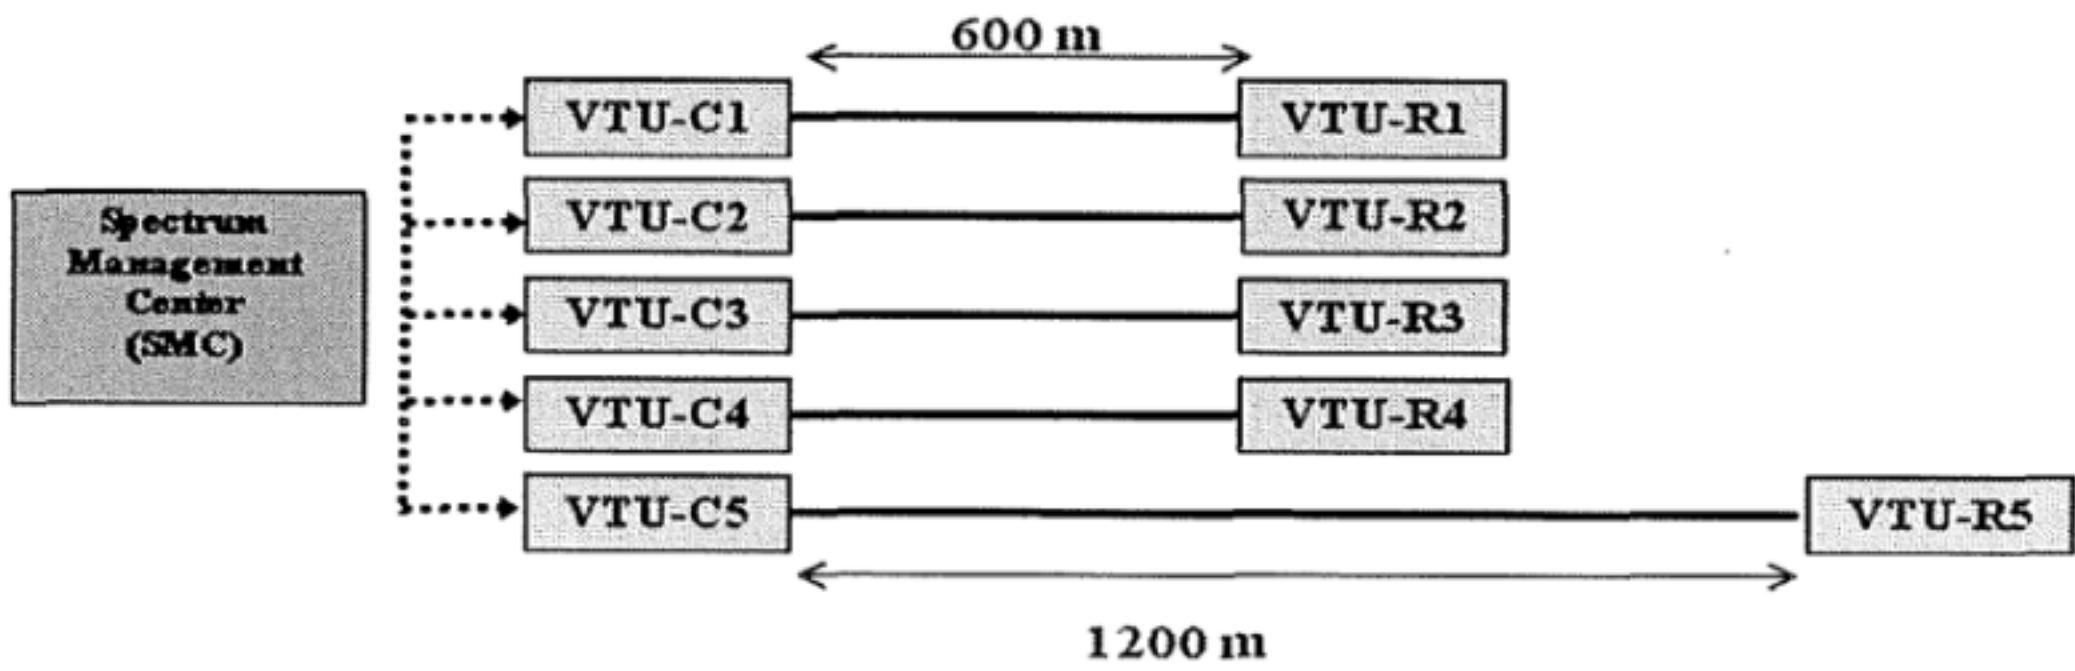 600 m
VTU-C1
VTU-R1
VTU-C2
VTU-R2
Spectrum
Management
Center
(SMC)
VTU-C3
VTU-R3
VTU-C4
VTU-R4
VTU-C5
VTU-R5
1200 m